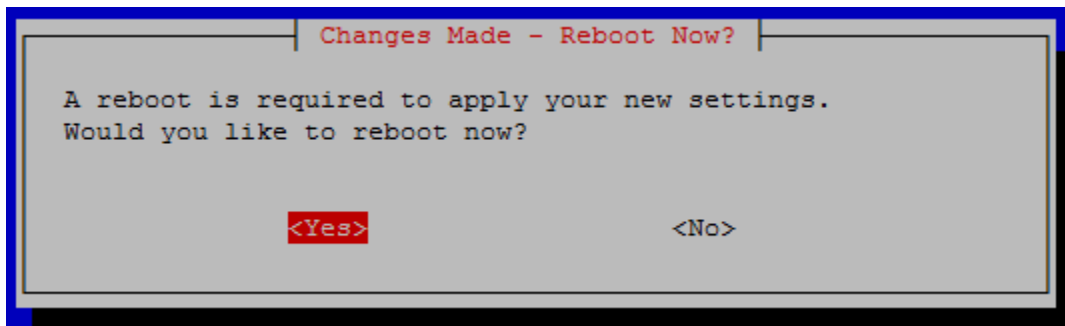 Changes Made - Reboot Now?
A reboot is required to apply your new settings.
Would you like to reboot now?
<Yes> <No>